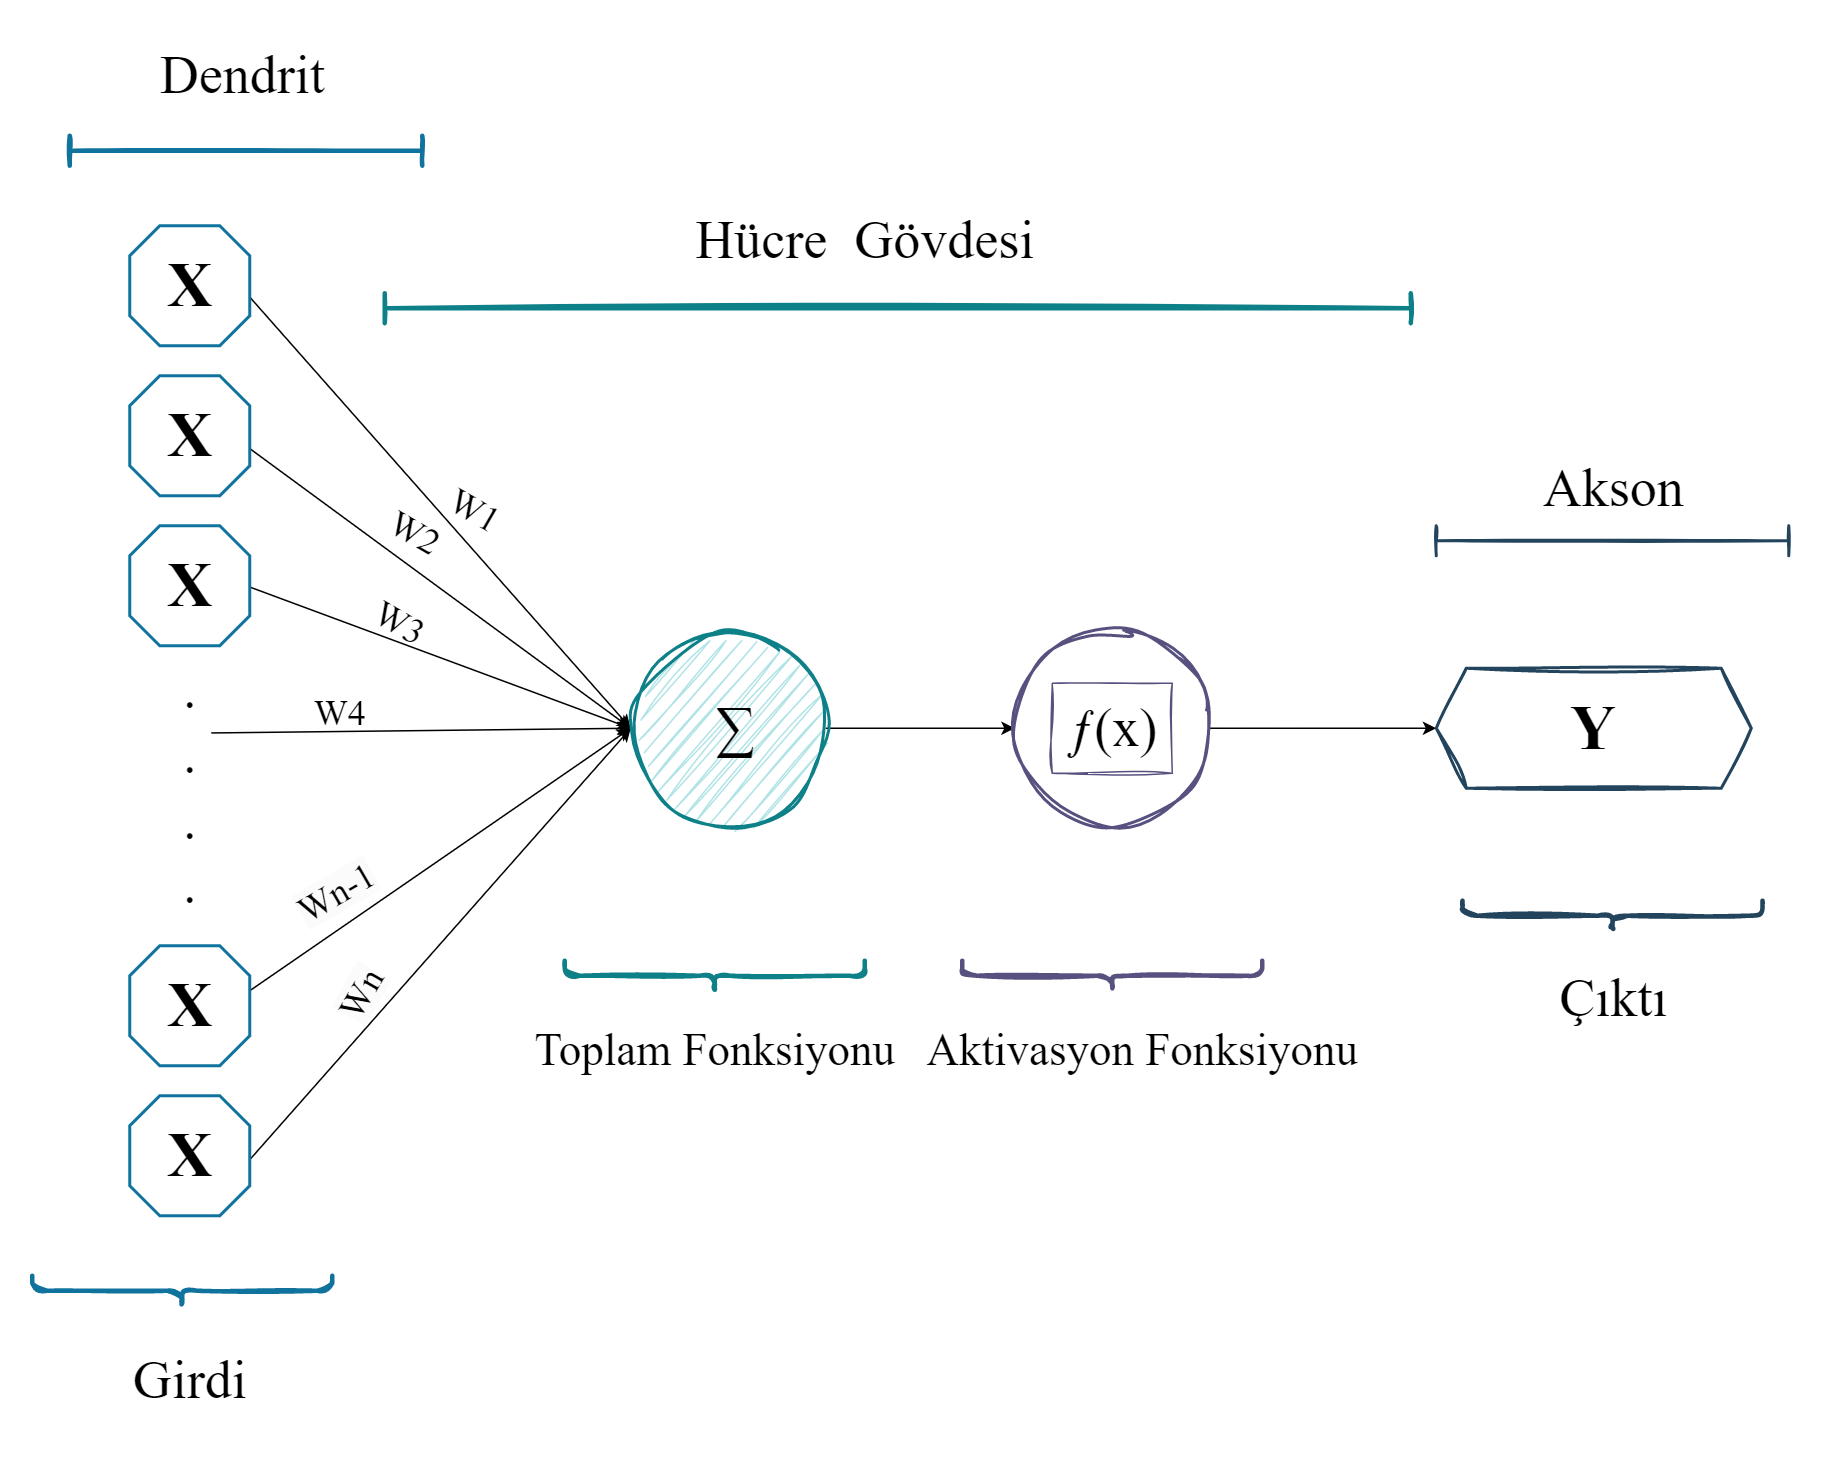 Dendrit
Hücre Gövdesi
X
X
X
.
.
.
.
X
X
W1
W2
W3
W4
Wn-1
Wn
∑
f(x)
Akson
Y
Toplam Fonksiyonu
Aktivasyon Fonksiyonu
Çıktı
Girdi